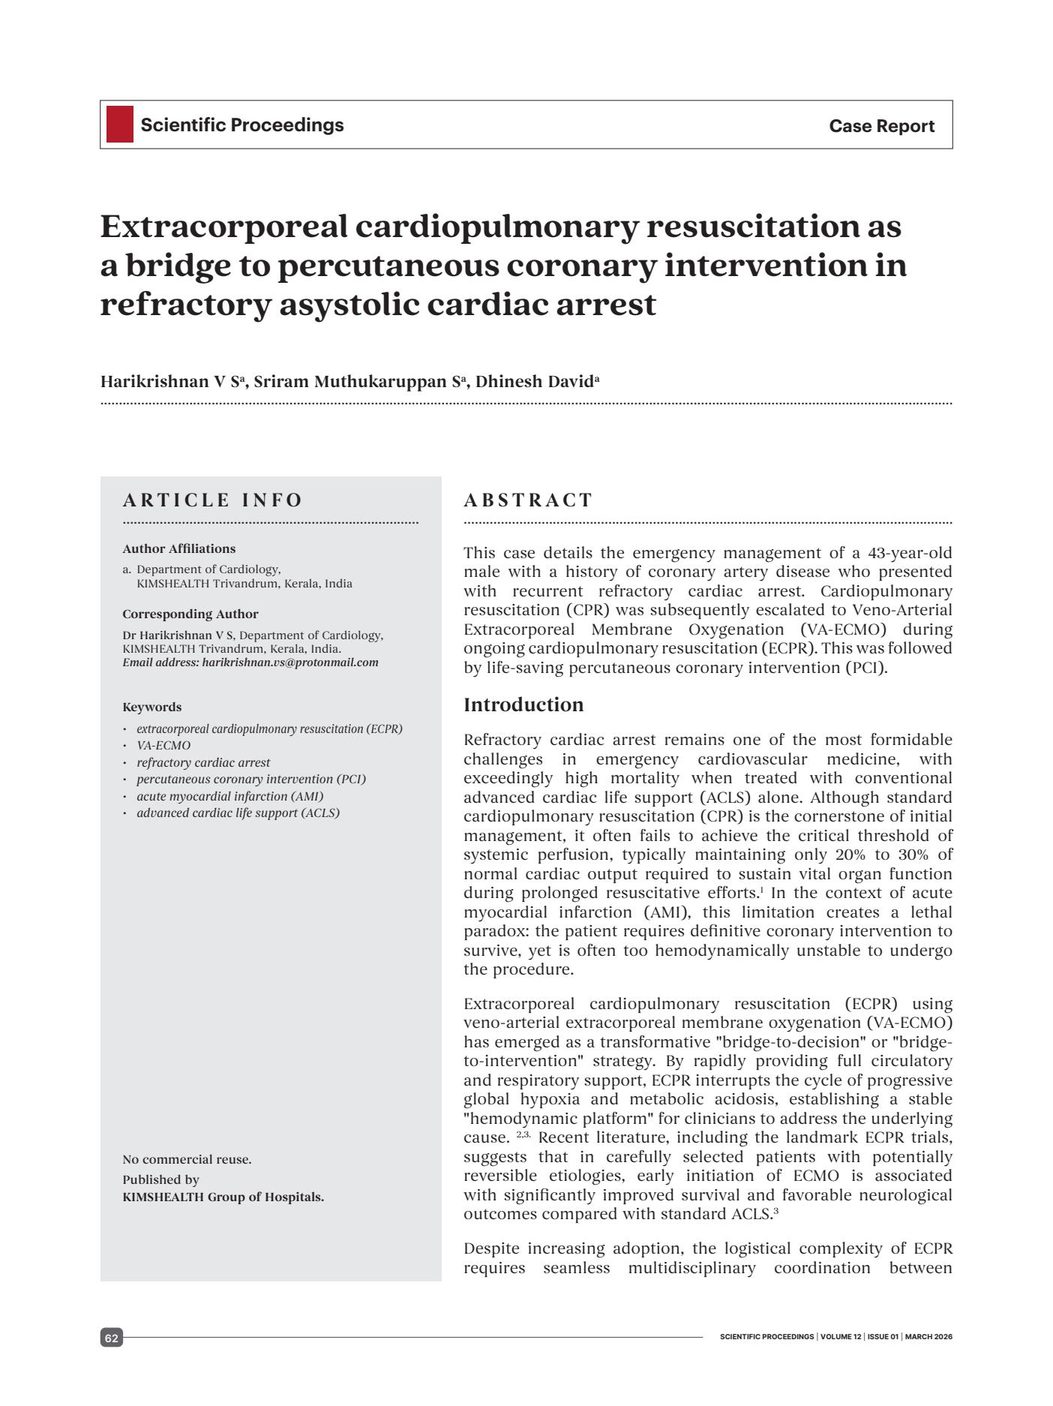 Scientific Proceedings
Case Report
Extracorporeal cardiopulmonary resuscitation as
a bridge to percutaneous coronary intervention in
refractory asystolic cardiac arrest
Harikrishnan V Sᵃ, Sriram Muthukaruppan Sᵃ, Dhinesh Davidᵃ
ARTICLE INFO
Author Affiliations
a. Department of Cardiology,
KIMSHEALTH Trivandrum, Kerala, India
Corresponding Author
Dr Harikrishnan V S, Department of Cardiology,
KIMSHEALTH Trivandrum, Kerala, India.
Email address: harikrishnan.vs@protonmail.com
Keywords
• extracorporeal cardiopulmonary resuscitation (ECPR)
• VA-ECMO
• refractory cardiac arrest
• percutaneous coronary intervention (PCI)
• acute myocardial infarction (AMI)
• advanced cardiac life support (ACLS)
No commercial reuse.
Published by
KIMSHEALTH Group of Hospitals.
ABSTRACT
This case details the emergency management of a 43-year-old
male with a history of coronary artery disease who presented
with recurrent refractory cardiac arrest. Cardiopulmonary
resuscitation (CPR) was subsequently escalated to Veno-Arterial
Extracorporeal Membrane Oxygenation (VA-ECMO) during
ongoing cardiopulmonary resuscitation (ECPR). This was followed
by life-saving percutaneous coronary intervention (PCI).
Introduction
Refractory cardiac arrest remains one of the most formidable
challenges in emergency cardiovascular medicine, with
exceedingly high mortality when treated with conventional
advanced cardiac life support (ACLS) alone. Although standard
cardiopulmonary resuscitation (CPR) is the cornerstone of initial
management, it often fails to achieve the critical threshold of
systemic perfusion, typically maintaining only 20% to 30% of
normal cardiac output required to sustain vital organ function
during prolonged resuscitative efforts.¹ In the context of acute
myocardial infarction (AMI), this limitation creates a lethal
paradox: the patient requires definitive coronary intervention to
survive, yet is often too hemodynamically unstable to undergo
the procedure.
Extracorporeal cardiopulmonary resuscitation (ECPR) using
veno-arterial extracorporeal membrane oxygenation (VA-ECMO)
has emerged as a transformative "bridge-to-decision" or "bridge-
to-intervention" strategy. By rapidly providing full circulatory
and respiratory support, ECPR interrupts the cycle of progressive
global hypoxia and metabolic acidosis, establishing a stable
"hemodynamic platform" for clinicians to address the underlying
cause. ²,³. Recent literature, including the landmark ECPR trials,
suggests that in carefully selected patients with potentially
reversible etiologies, early initiation of ECMO is associated
with significantly improved survival and favorable neurological
outcomes compared with standard ACLS.³
Despite increasing adoption, the logistical complexity of ECPR
requires seamless multidisciplinary coordination between
62
SCIENTIFIC PROCEEDINGS | VOLUME 12 | ISSUE 01 | MARCH 2026